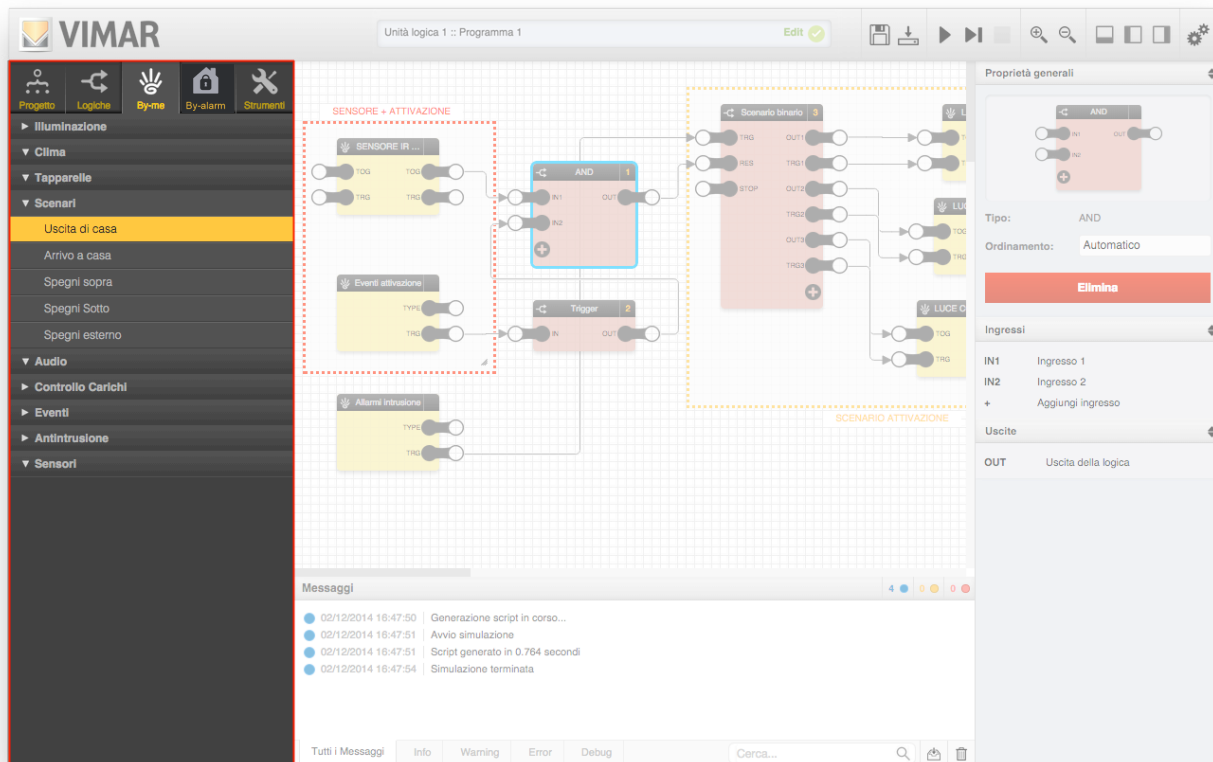 VIMAR
Unità logica 1 :: Programma 1
Edit
Progetto
Logiche
By-me
By-alarm
Strumenti
Illuminazione
Clima
Tapparelle
Scenari
Uscita di casa
Arrivo a casa
Spegni sopra
Spegni Sotto
Spegni esterno
Audio
Controllo Carichi
Eventi
Antintrusione
Sensori
SENSORE + ATTIVAZIONE
SENSORE IR ...
TOG TOG
TRG TRG
Eventi attivazione
TYPE
TRG
Allarmi intrusione
TYPE
TRG
AND 1
IN1 OUT
IN2
Trigger 2
IN OUT
Scenario binario 3
TRG OUT1
RES TRG1
STOP OUT2
TRG2
OUT3
TRG3
L
T
T
LUC
TOG
TRG
LUCE C
TOG
TRG
SCENARIO ATTIVAZIONE
Messaggi
4 0 0
02/12/2014 16:47:50 Generazione script in corso...
02/12/2014 16:47:51 Avvio simulazione
02/12/2014 16:47:51 Script generato in 0.764 secondi
02/12/2014 16:47:54 Simulazione terminata
Tutti i Messaggi
Info
Warning
Error
Debug
Cerca...
Proprietà generali
AND
IN1 OUT
IN2
Tipo: AND
Ordinamento: Automatico
Elimina
Ingressi
IN1 Ingresso 1
IN2 Ingresso 2
+ Aggiungi ingresso
Uscite
OUT Uscita della logica